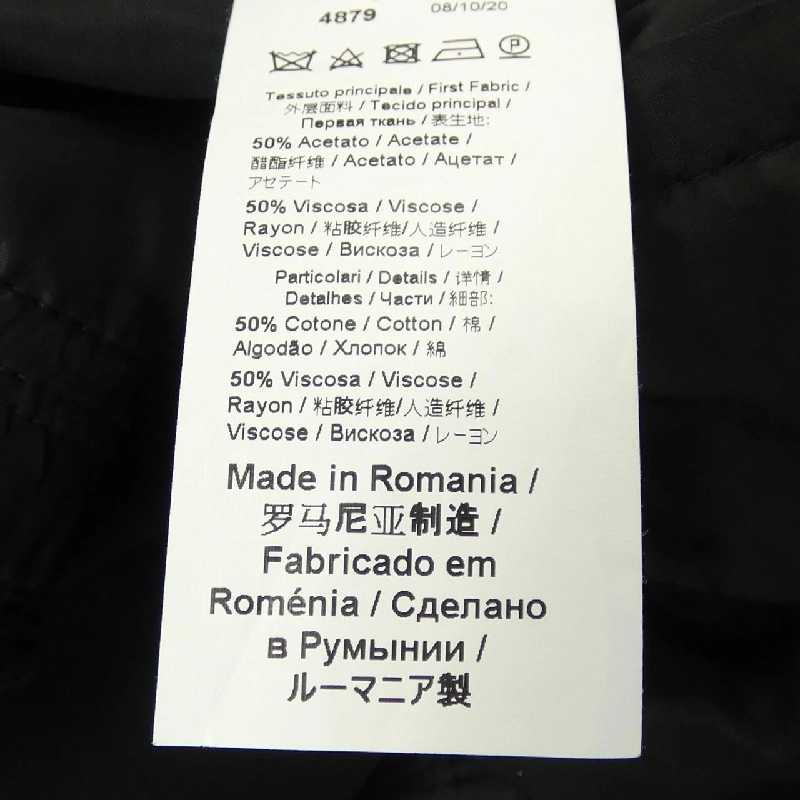 4879 08/10/20
P
Tessuto principale / First Fabric /
外层面料 / Tecido principal /
Первая ткань / 表生地:
50% Acetato / Acetate /
醋酯纤维 / Acetato / Ацетат /
アセテート
50% Viscosa / Viscose /
Rayon / 粘胶纤维/人造纤维 /
Viscose / Вискоза / レーヨン
Particolari / Details / 详情 /
Detalhes / Части / 細部:
50% Cotone / Cotton / 棉 /
Algodão / Хлопок / 綿
50% Viscosa / Viscose /
Rayon / 粘胶纤维/人造纤维 /
Viscose / Вискоза / レーヨン
Made in Romania /
罗马尼亚制造 /
Fabricado em
Roménia / Сделано
в Румынии /
ルーマニア製